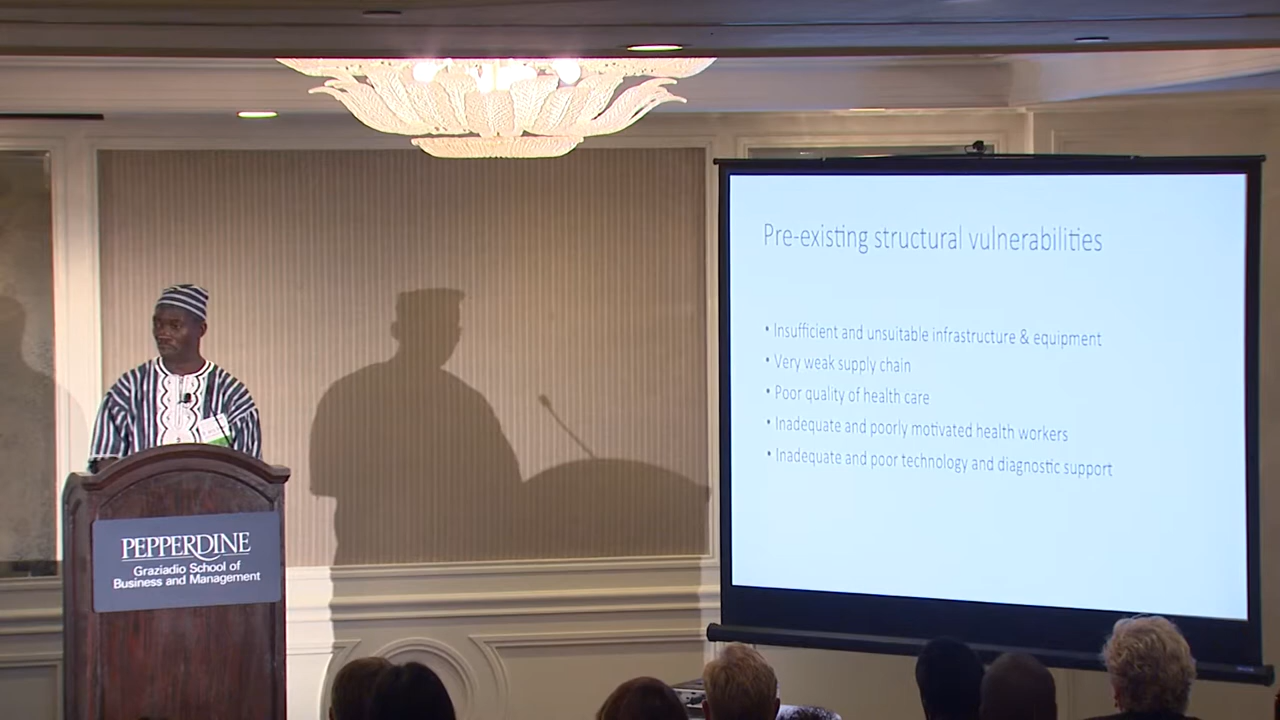 Pre-existing structural vulnerabilities
• Insufficient and unsuitable infrastructure & equipment
• Very weak supply chain
• Poor quality of health care
• Inadequate and poorly motivated health workers
• Inadequate and poor technology and diagnostic support
PEPPERDINE
Graziadio School of
Business and Management